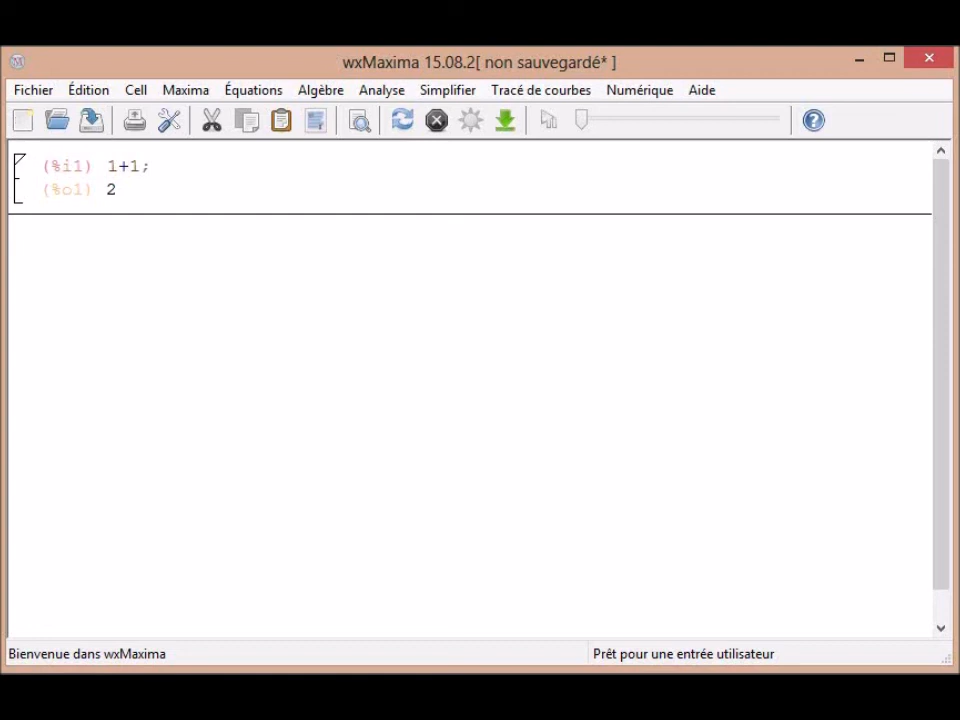 wxMaxima 15.08.2[ non sauvegardé* ]
Fichier Édition Cell Maxima Équations Algèbre Analyse Simplifier Tracé de courbes Numérique Aide
(%i1) 1+1;
(%o1) 2
Bienvenue dans wxMaxima Prêt pour une entrée utilisateur